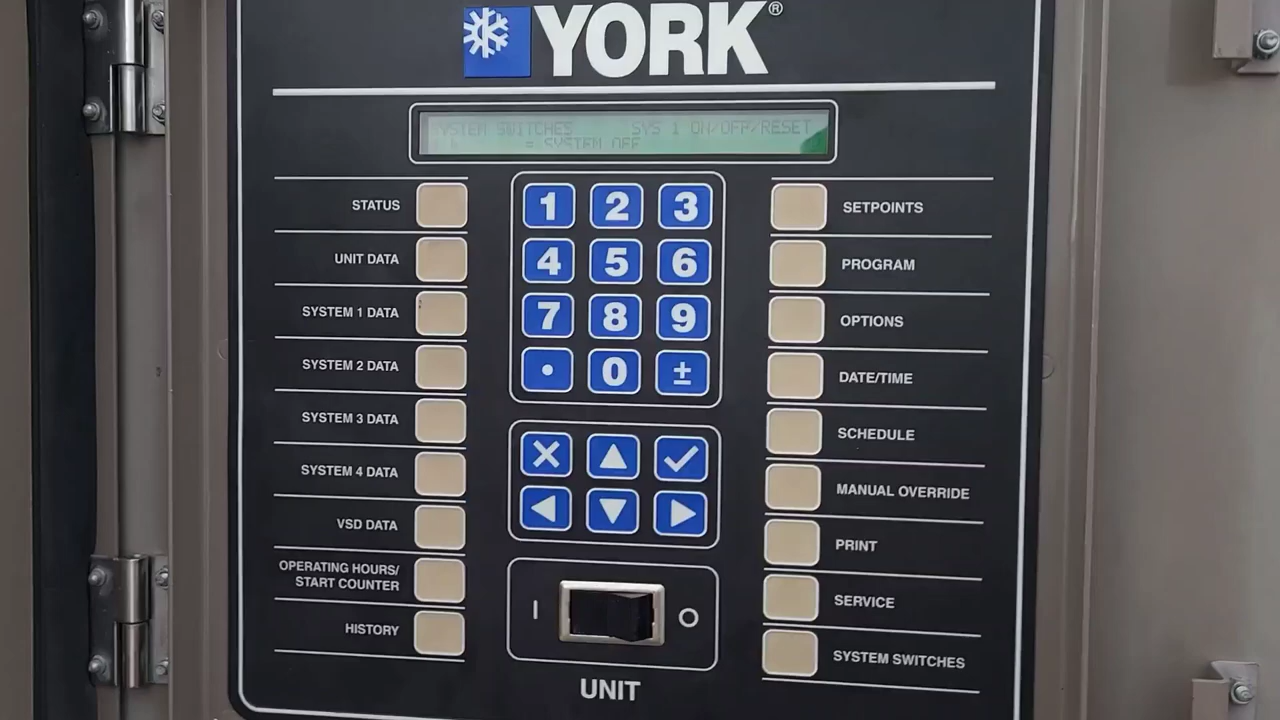 YORK®
SYSTEM SWITCHES SYS 1 ON/OFF/RESET
= SYSTEM OFF
STATUS
UNIT DATA
SYSTEM 1 DATA
SYSTEM 2 DATA
SYSTEM 3 DATA
SYSTEM 4 DATA
VSD DATA
OPERATING HOURS/
START COUNTER
HISTORY
1 2 3
4 5 6
7 8 9
• 0 ±
I O
UNIT
SETPOINTS
PROGRAM
OPTIONS
DATE/TIME
SCHEDULE
MANUAL OVERRIDE
PRINT
SERVICE
SYSTEM SWITCHES